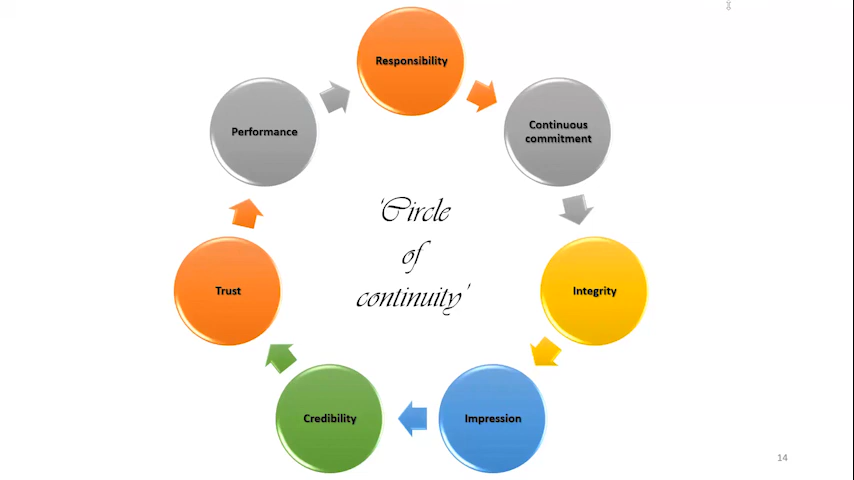 Responsibility
Continuous
commitment
Integrity
Impression
Credibility
Trust
Performance
'Circle
of
continuity'
14